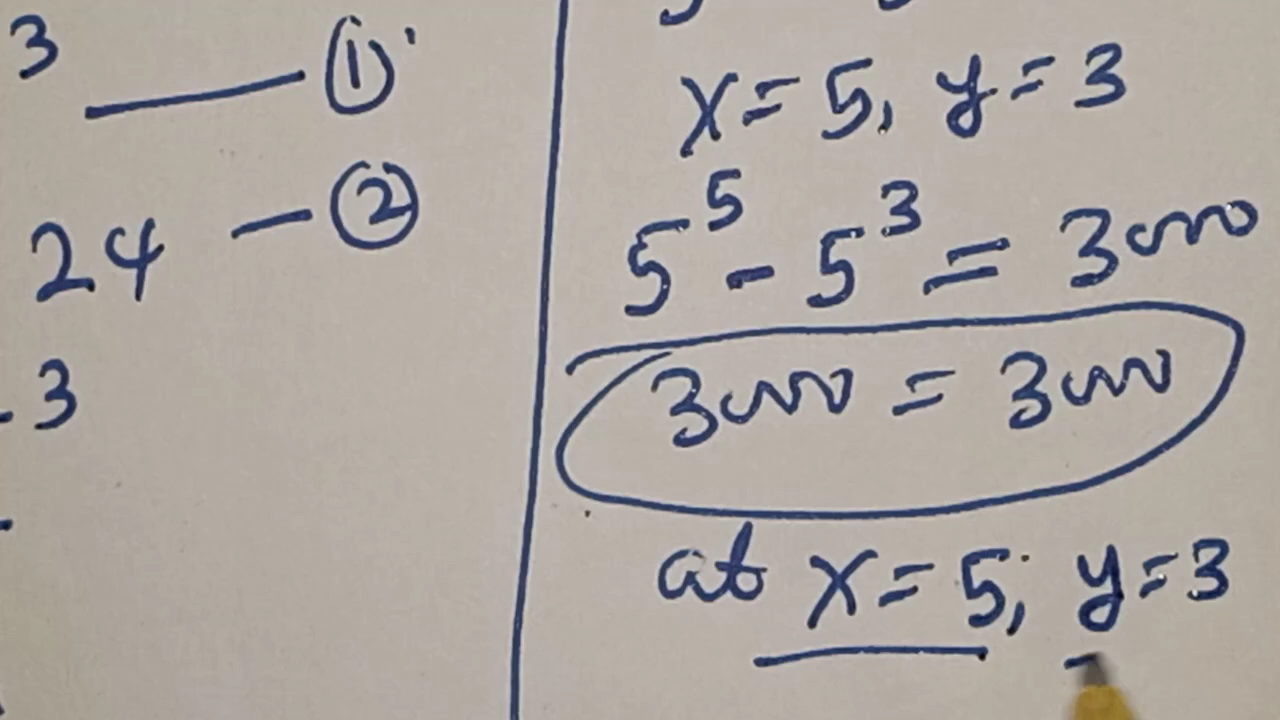 3 — ①
24 — ②
-3
x = 5, y = 3
5⁵ - 5³ = 3000
3000 = 3000
at x = 5; y = 3